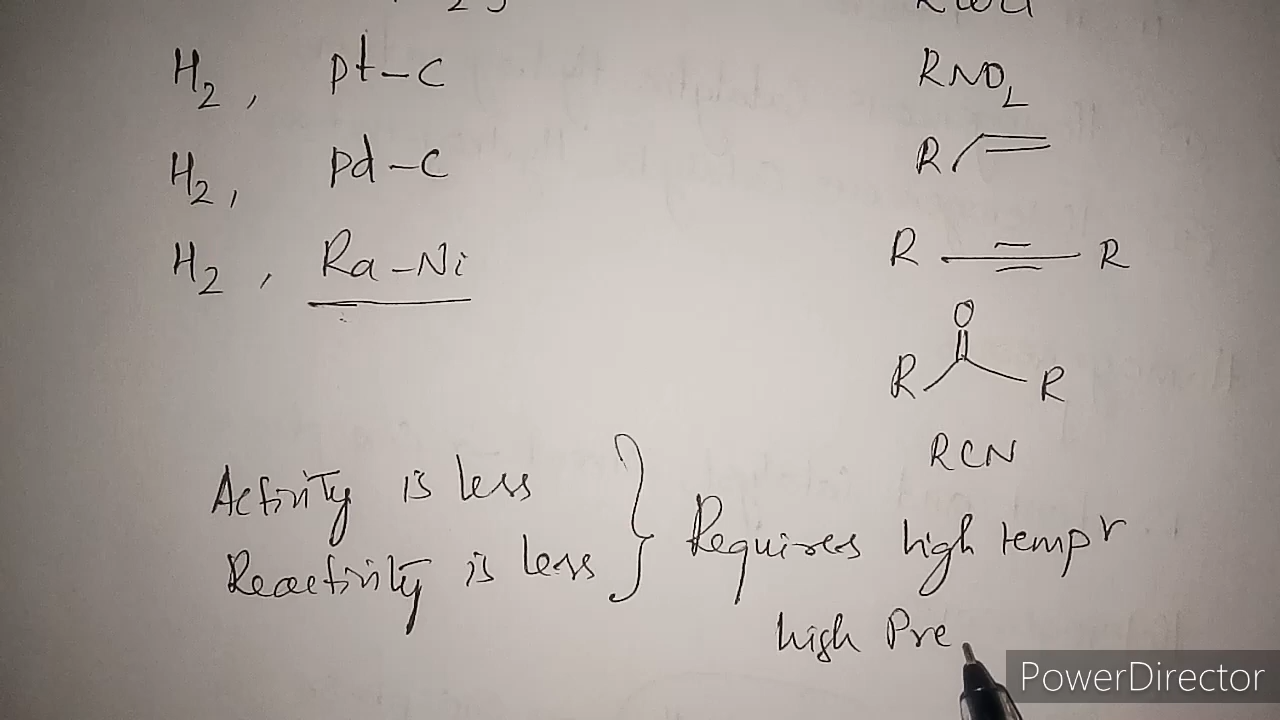 H2, Pt-C RNO2
H2, Pd-C R
H2, Ra-Ni R R
O
R R
RCN
Activity is less
Reactivity is less
Requires high tempr
high Pre
PowerDirector